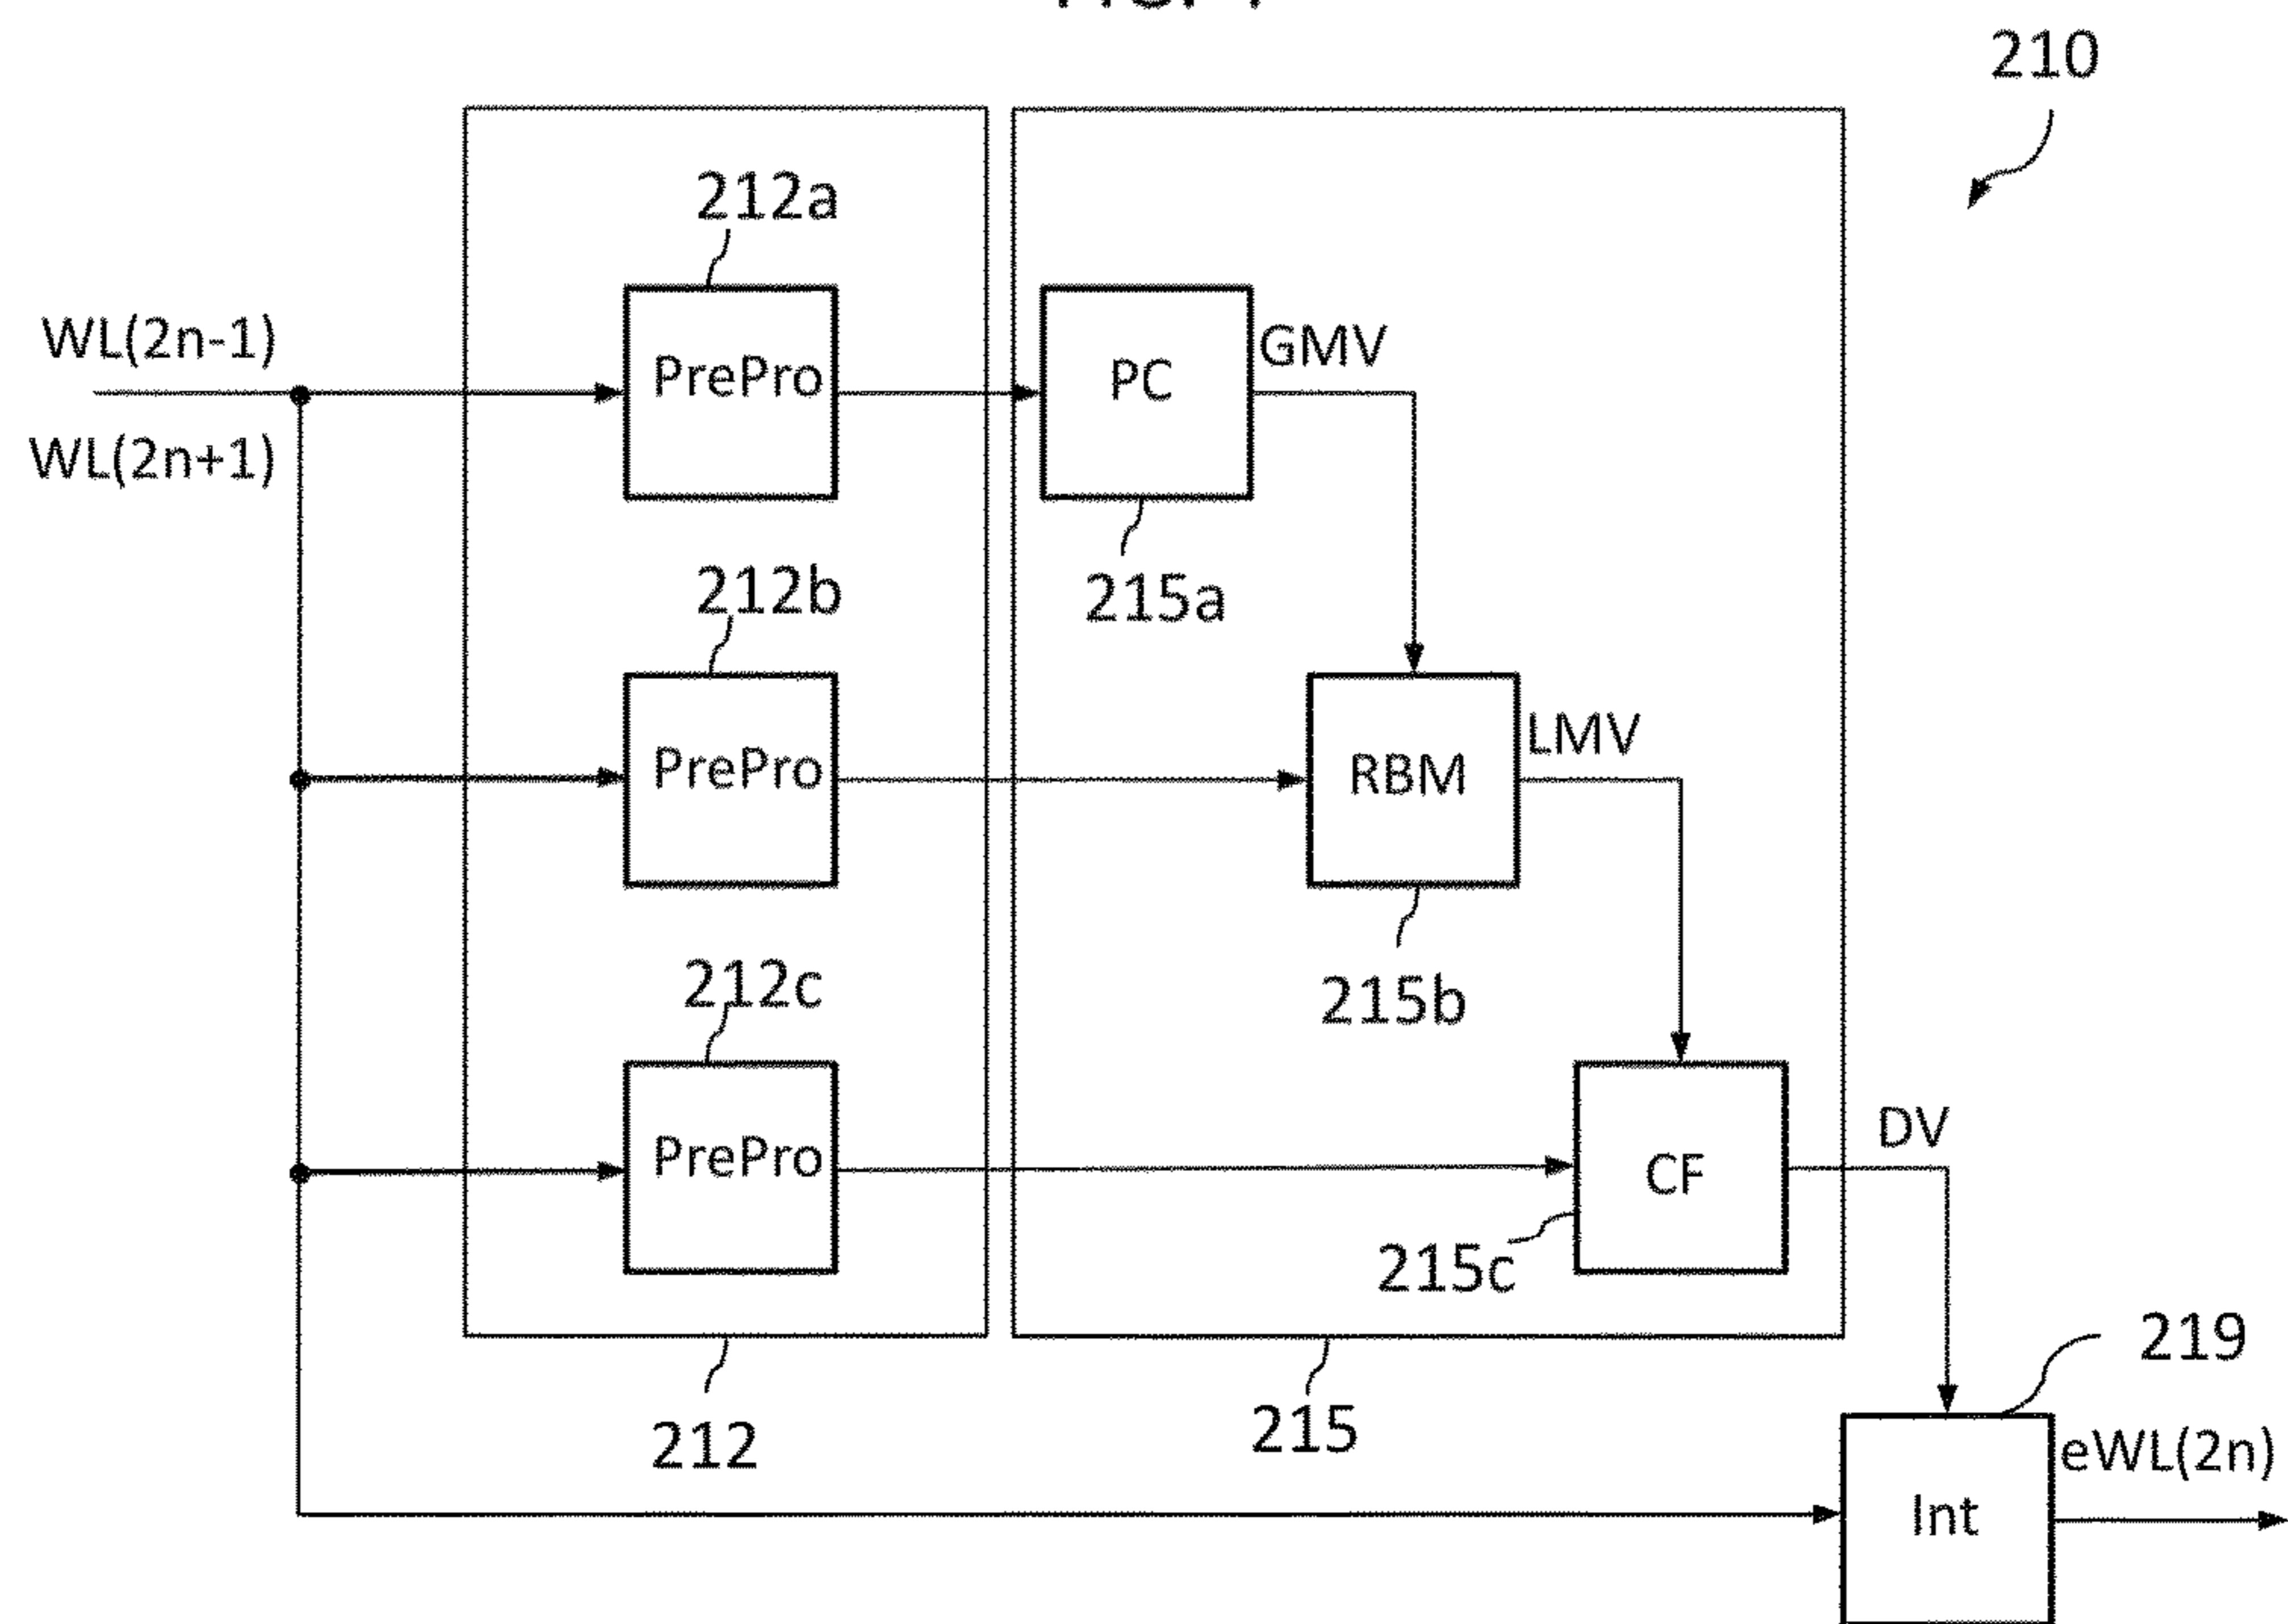 210
212a
WL(2n-1)
PrePro
PC
GMV
WL(2n+1)
212b
215a
PrePro
RBM
LMV
212c
215b
PrePro
CF
DV
215c
219
212
215
eWL(2n)
Int